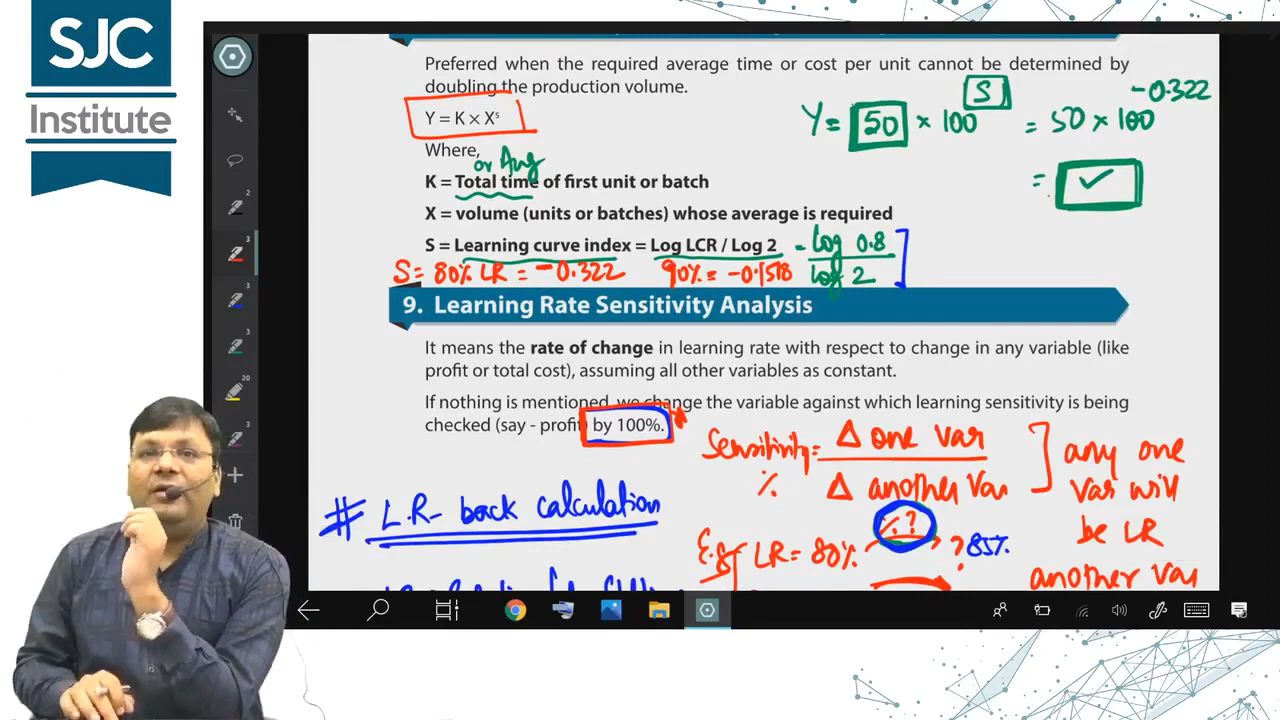 SJC
Institute
Preferred when the required average time or cost per unit cannot be determined by
doubling the production volume.
Y = K × Xˢ
Y = 50 × 100 S = 50 × 100 -0.322
= ✓
Where,
or Avg
K = Total time of first unit or batch
X = volume (units or batches) whose average is required
S = Learning curve index = Log LCR / Log 2 = log 0.8 / log 2
S = 80% LR = -0.322 90% = -0.1518
9. Learning Rate Sensitivity Analysis
It means the rate of change in learning rate with respect to change in any variable (like
profit or total cost), assuming all other variables as constant.
If nothing is mentioned, we change the variable against which learning sensitivity is being
checked (say - profit) by 100%.
Sensitivity = Δ one var
% Δ another Var
any one
var will
be LR
another var
# L.R back calculation
E.g LR = 80% %? ? 85%